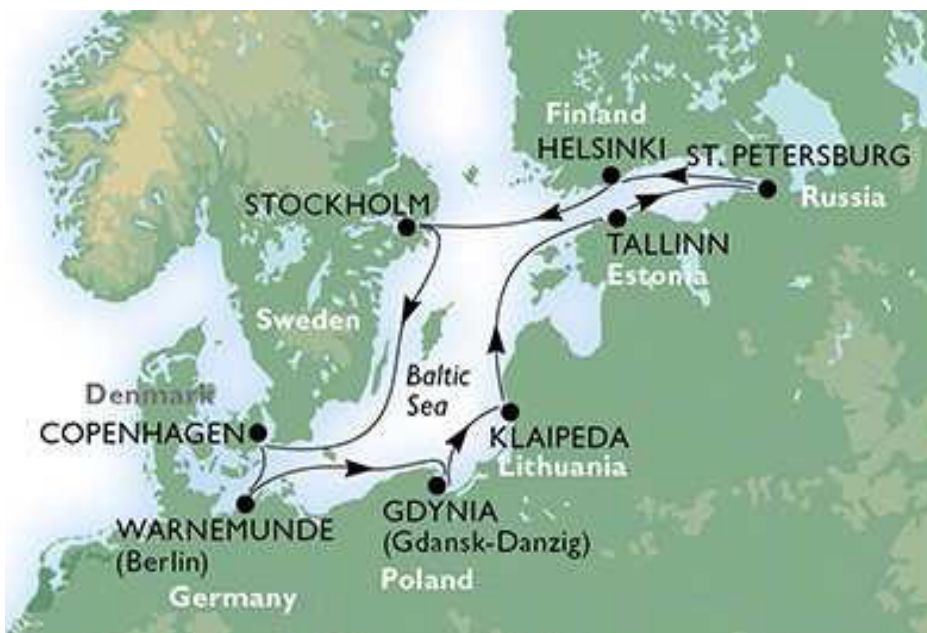 Finland
HELSINKI
ST. PETERSBURG
Russia
STOCKHOLM
TALLINN
Estonia
Sweden
Baltic
Sea
Denmark
COPENHAGEN
KLAIPEDA
Lithuania
WARNEMUNDE
(Berlin)
GDYNIA
(Gdansk-Danzig)
Poland
Germany